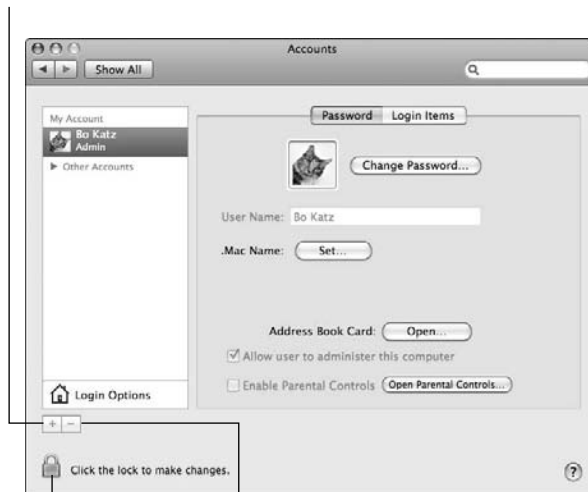 Accounts
Show All
My Account
Bo Katz
Admin
Other Accounts
Login Options
Password Login Items
Change Password...
User Name: Bo Katz
.Mac Name: Set...
Address Book Card: Open...
Allow user to administer this computer
Enable Parental Controls Open Parental Controls...
+ −
Click the lock to make changes.
?